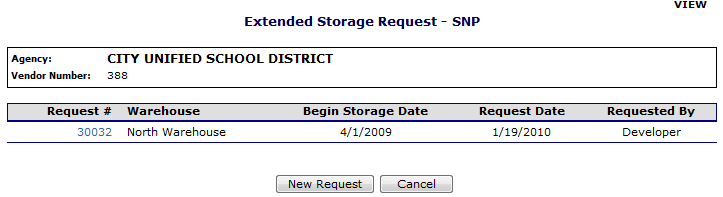 VIEW
Extended Storage Request - SNP
Agency: CITY UNIFIED SCHOOL DISTRICT
Vendor Number: 388
Request # Warehouse Begin Storage Date Request Date Requested By
30032 North Warehouse 4/1/2009 1/19/2010 Developer
New Request Cancel